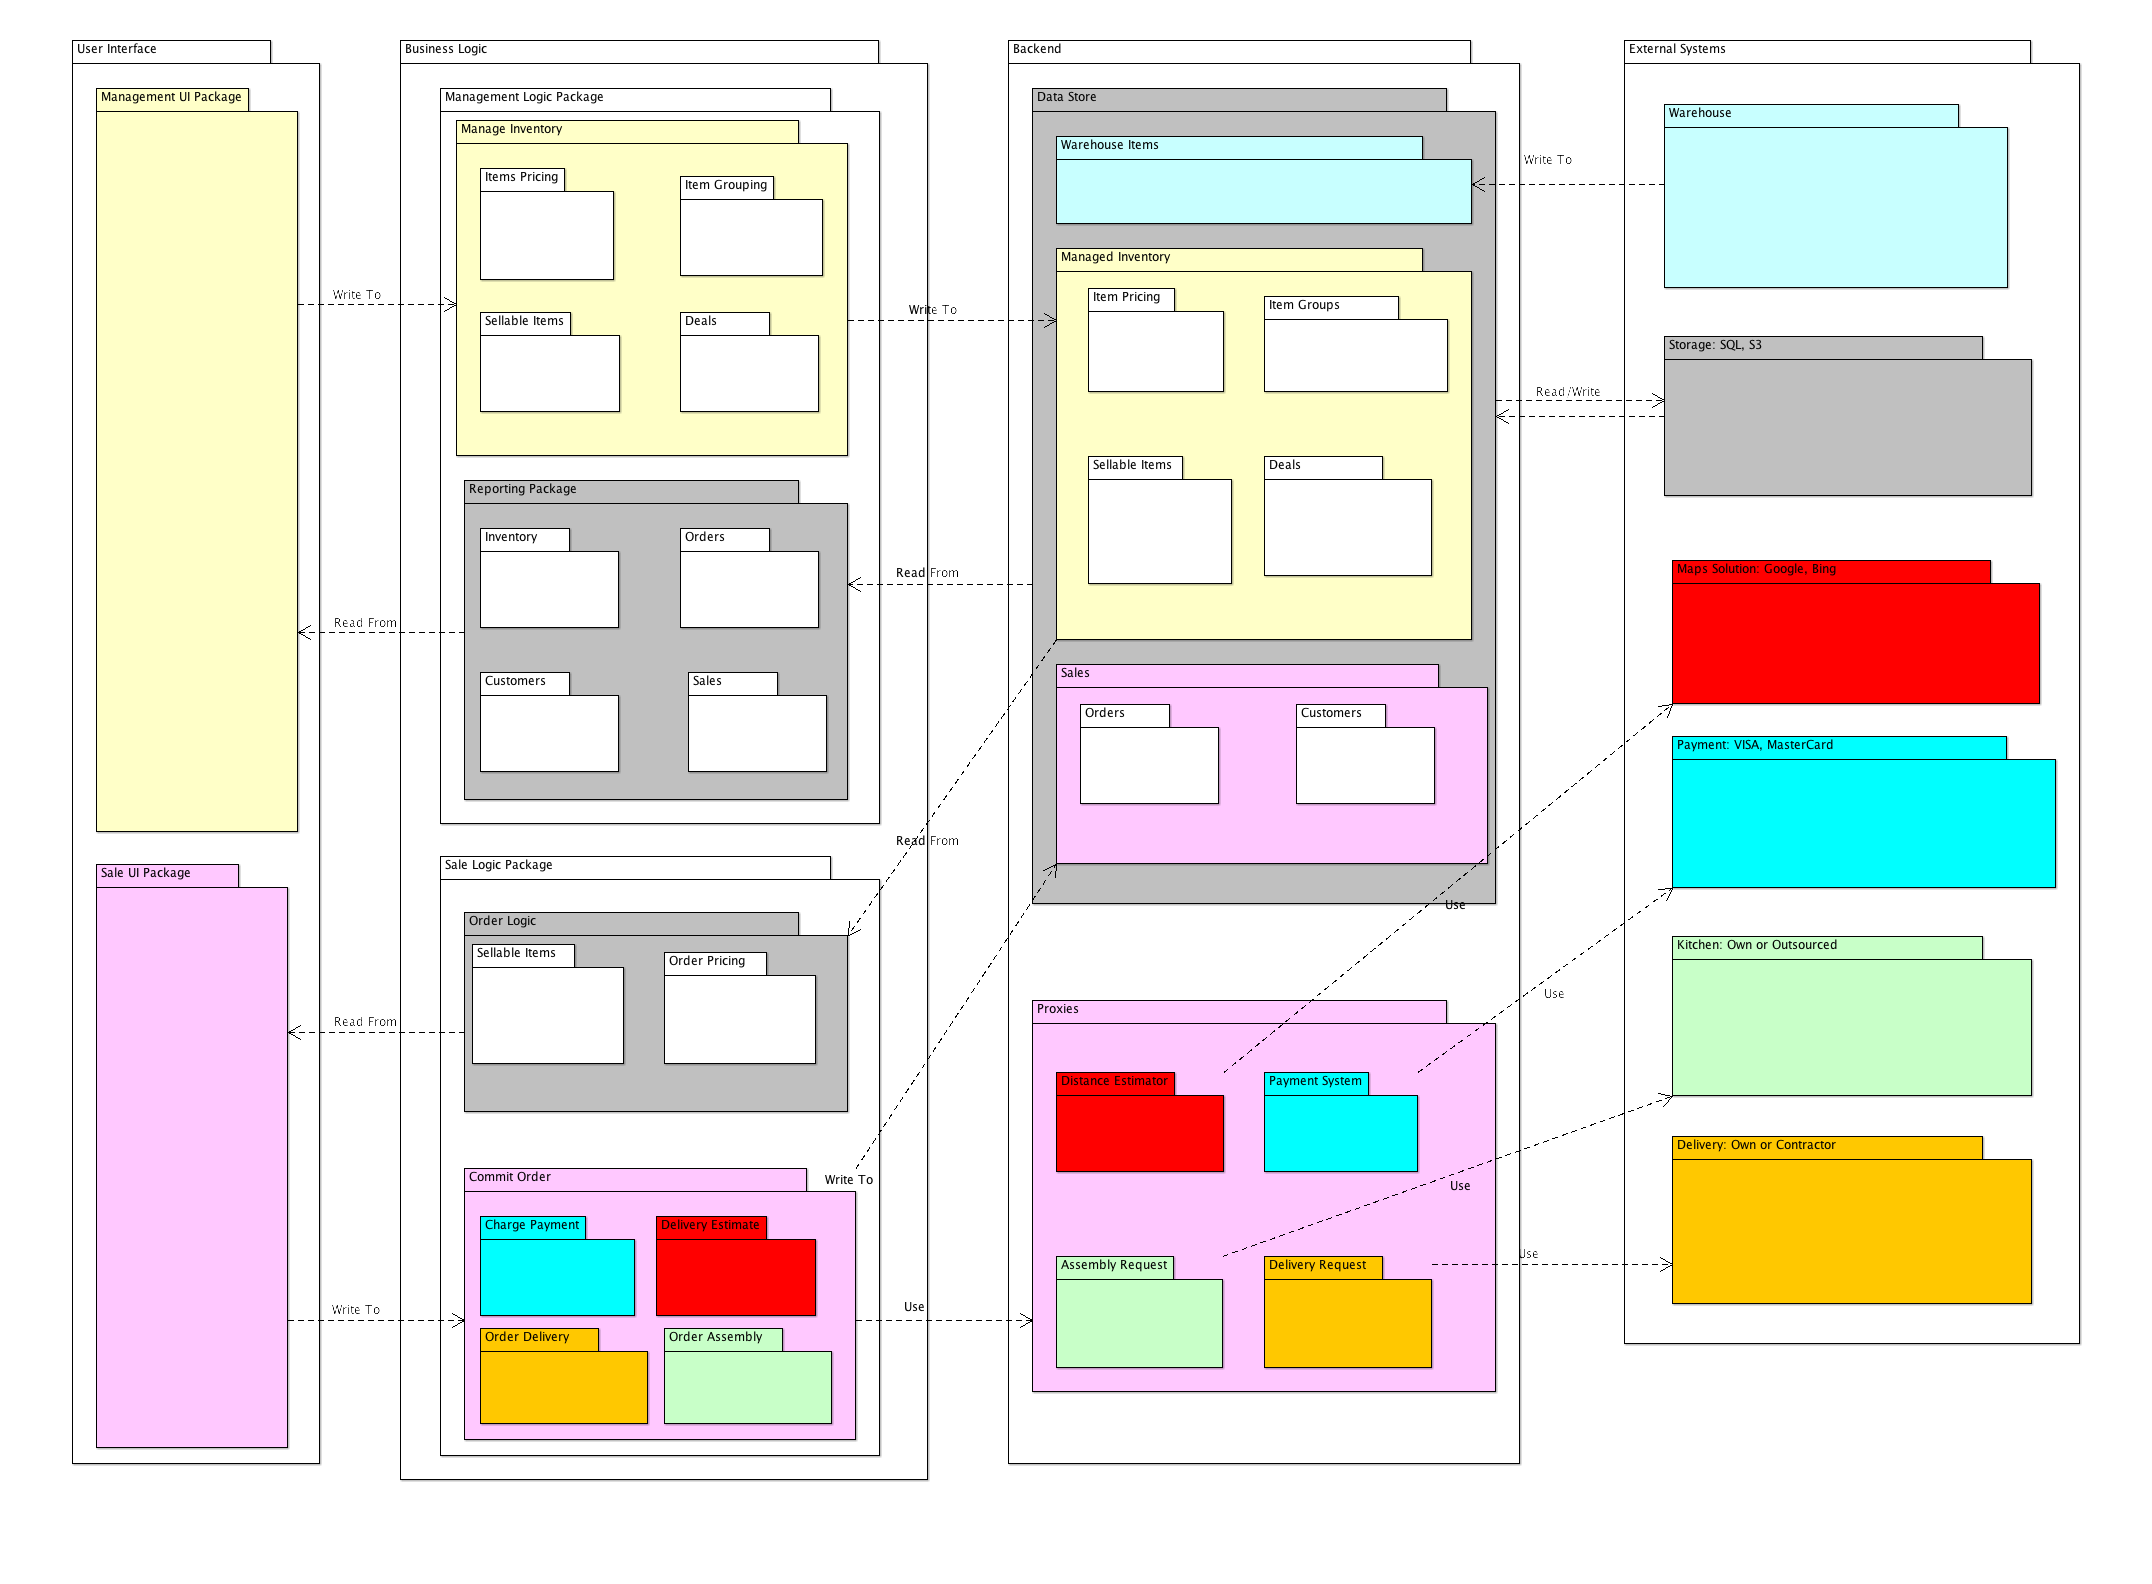 User Interface
Management UI Package
Sale UI Package
Write To
Read From
Read From
Write To
Business Logic
Management Logic Package
Manage Inventory
Items Pricing
Item Grouping
Sellable Items
Deals
Reporting Package
Inventory
Orders
Customers
Sales
Sale Logic Package
Order Logic
Sellable Items
Order Pricing
Commit Order
Charge Payment
Delivery Estimate
Order Delivery
Order Assembly
Write To
Read From
Read From
Write To
Use
Backend
Data Store
Warehouse Items
Managed Inventory
Item Pricing
Item Groups
Sellable Items
Deals
Sales
Orders
Customers
Proxies
Distance Estimator
Payment System
Assembly Request
Delivery Request
Write To
Read/Write
Use
Use
Use
Use
External Systems
Warehouse
Storage: SQL, S3
Maps Solution: Google, Bing
Payment: VISA, MasterCard
Kitchen: Own or Outsourced
Delivery: Own or Contractor